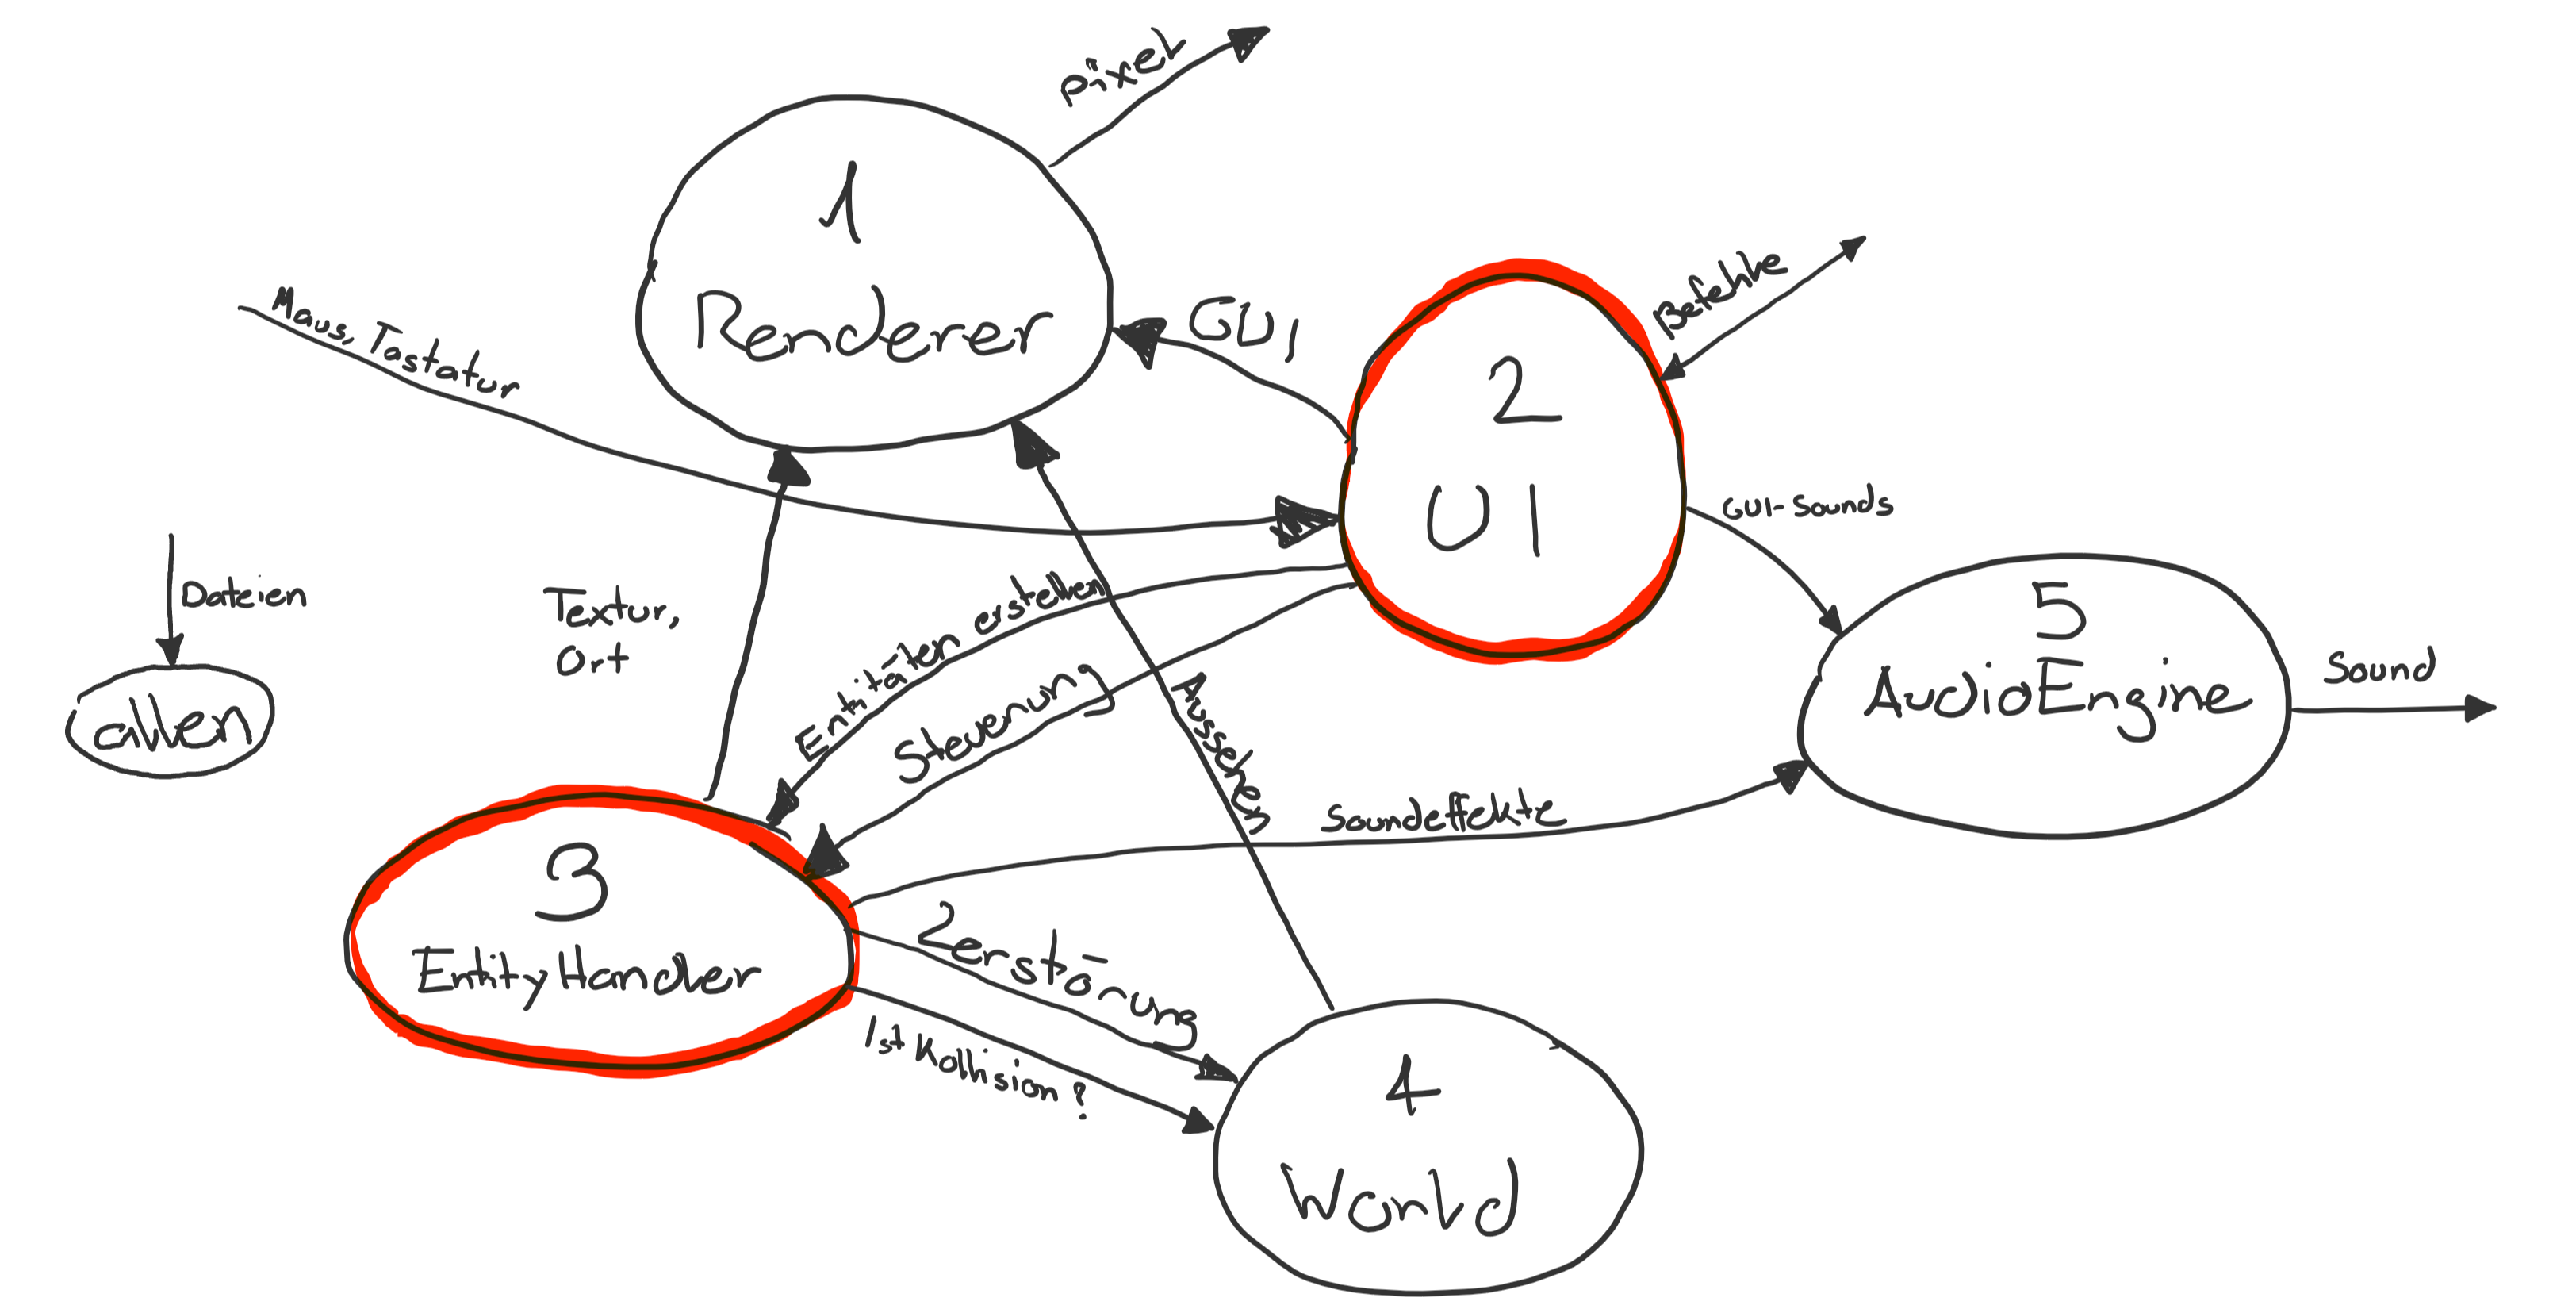 Pixel
1
Renderer
Befehle
Maus, Tastatur
GUI
2
UI
GUI-Sounds
Dateien
allen
Textur,
Ort
Entitäten erstellen
Steuerung
Aussehen
5
AudioEngine
Sound
Soundeffekte
3
EntityHandler
Zerstörung
Ist Kollision?
4
World